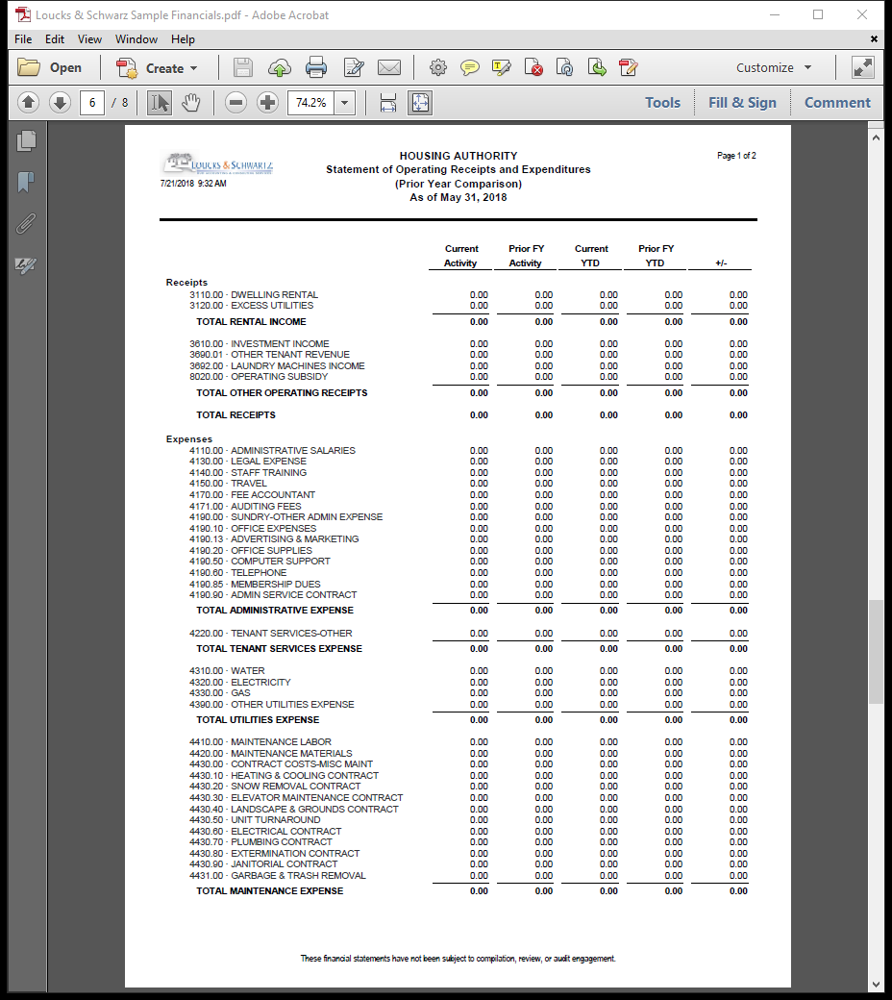 Loucks & Schwarz Sample Financials.pdf - Adobe Acrobat
File Edit View Window Help
Open Create Customize
6 / 8 74.2% Tools Fill & Sign Comment
LOUCKS & SCHWARTZ
7/21/2018 9:32 AM
HOUSING AUTHORITY
Statement of Operating Receipts and Expenditures
(Prior Year Comparison)
As of May 31, 2018
Page 1 of 2
Current Prior FY Current Prior FY
Activity Activity YTD YTD +/-
Receipts
3110.00 · DWELLING RENTAL 0.00 0.00 0.00 0.00 0.00
3120.00 · EXCESS UTILITIES 0.00 0.00 0.00 0.00 0.00
TOTAL RENTAL INCOME 0.00 0.00 0.00 0.00 0.00
3610.00 · INVESTMENT INCOME 0.00 0.00 0.00 0.00 0.00
3690.01 · OTHER TENANT REVENUE 0.00 0.00 0.00 0.00 0.00
3692.00 · LAUNDRY MACHINES INCOME 0.00 0.00 0.00 0.00 0.00
8020.00 · OPERATING SUBSIDY 0.00 0.00 0.00 0.00 0.00
TOTAL OTHER OPERATING RECEIPTS 0.00 0.00 0.00 0.00 0.00
TOTAL RECEIPTS 0.00 0.00 0.00 0.00 0.00
Expenses
4110.00 · ADMINISTRATIVE SALARIES 0.00 0.00 0.00 0.00 0.00
4130.00 · LEGAL EXPENSE 0.00 0.00 0.00 0.00 0.00
4140.00 · STAFF TRAINING 0.00 0.00 0.00 0.00 0.00
4150.00 · TRAVEL 0.00 0.00 0.00 0.00 0.00
4170.00 · FEE ACCOUNTANT 0.00 0.00 0.00 0.00 0.00
4171.00 · AUDITING FEES 0.00 0.00 0.00 0.00 0.00
4190.00 · SUNDRY-OTHER ADMIN EXPENSE 0.00 0.00 0.00 0.00 0.00
4190.10 · OFFICE EXPENSES 0.00 0.00 0.00 0.00 0.00
4190.13 · ADVERTISING & MARKETING 0.00 0.00 0.00 0.00 0.00
4190.20 · OFFICE SUPPLIES 0.00 0.00 0.00 0.00 0.00
4190.50 · COMPUTER SUPPORT 0.00 0.00 0.00 0.00 0.00
4190.60 · TELEPHONE 0.00 0.00 0.00 0.00 0.00
4190.85 · MEMBERSHIP DUES 0.00 0.00 0.00 0.00 0.00
4190.90 · ADMIN SERVICE CONTRACT 0.00 0.00 0.00 0.00 0.00
TOTAL ADMINISTRATIVE EXPENSE 0.00 0.00 0.00 0.00 0.00
4220.00 · TENANT SERVICES-OTHER 0.00 0.00 0.00 0.00 0.00
TOTAL TENANT SERVICES EXPENSE 0.00 0.00 0.00 0.00 0.00
4310.00 · WATER 0.00 0.00 0.00 0.00 0.00
4320.00 · ELECTRICITY 0.00 0.00 0.00 0.00 0.00
4330.00 · GAS 0.00 0.00 0.00 0.00 0.00
4390.00 · OTHER UTILITIES EXPENSE 0.00 0.00 0.00 0.00 0.00
TOTAL UTILITIES EXPENSE 0.00 0.00 0.00 0.00 0.00
4410.00 · MAINTENANCE LABOR 0.00 0.00 0.00 0.00 0.00
4420.00 · MAINTENANCE MATERIALS 0.00 0.00 0.00 0.00 0.00
4430.00 · CONTRACT COSTS-MISC MAINT 0.00 0.00 0.00 0.00 0.00
4430.10 · HEATING & COOLING CONTRACT 0.00 0.00 0.00 0.00 0.00
4430.20 · SNOW REMOVAL CONTRACT 0.00 0.00 0.00 0.00 0.00
4430.30 · ELEVATOR MAINTENANCE CONTRACT 0.00 0.00 0.00 0.00 0.00
4430.40 · LANDSCAPE & GROUNDS CONTRACT 0.00 0.00 0.00 0.00 0.00
4430.50 · UNIT TURNAROUND 0.00 0.00 0.00 0.00 0.00
4430.60 · ELECTRICAL CONTRACT 0.00 0.00 0.00 0.00 0.00
4430.70 · PLUMBING CONTRACT 0.00 0.00 0.00 0.00 0.00
4430.80 · EXTERMINATION CONTRACT 0.00 0.00 0.00 0.00 0.00
4430.90 · JANITORIAL CONTRACT 0.00 0.00 0.00 0.00 0.00
4431.00 · GARBAGE & TRASH REMOVAL 0.00 0.00 0.00 0.00 0.00
TOTAL MAINTENANCE EXPENSE 0.00 0.00 0.00 0.00 0.00
These financial statements have not been subject to compilation, review, or audit engagement.